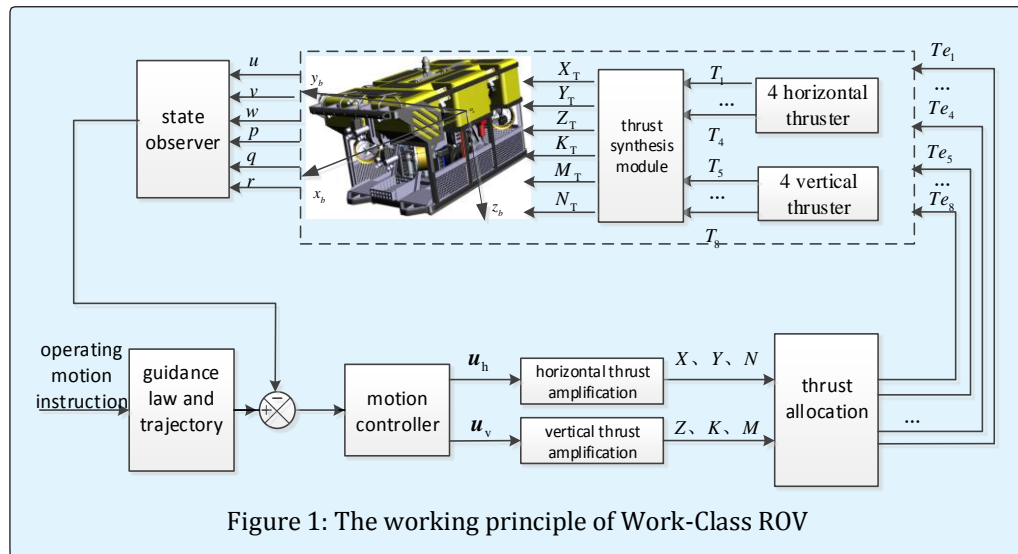 u
v
w
p
q
r
state
observer
y_b
x_b
z_b
X_T
Y_T
Z_T
K_T
M_T
N_T
thrust
synthesis
module
T_1
...
T_4
T_5
...
T_8
4 horizontal
thruster
4 vertical
thruster
Te_1
...
Te_4
Te_5
...
Te_8
operating
motion
instruction
guidance
law and
trajectory
+
−
motion
controller
u_h
u_v
horizontal thrust
amplification
vertical thrust
amplification
X、Y、N
Z、K、M
thrust
allocation
...
Figure 1: The working principle of Work-Class ROV